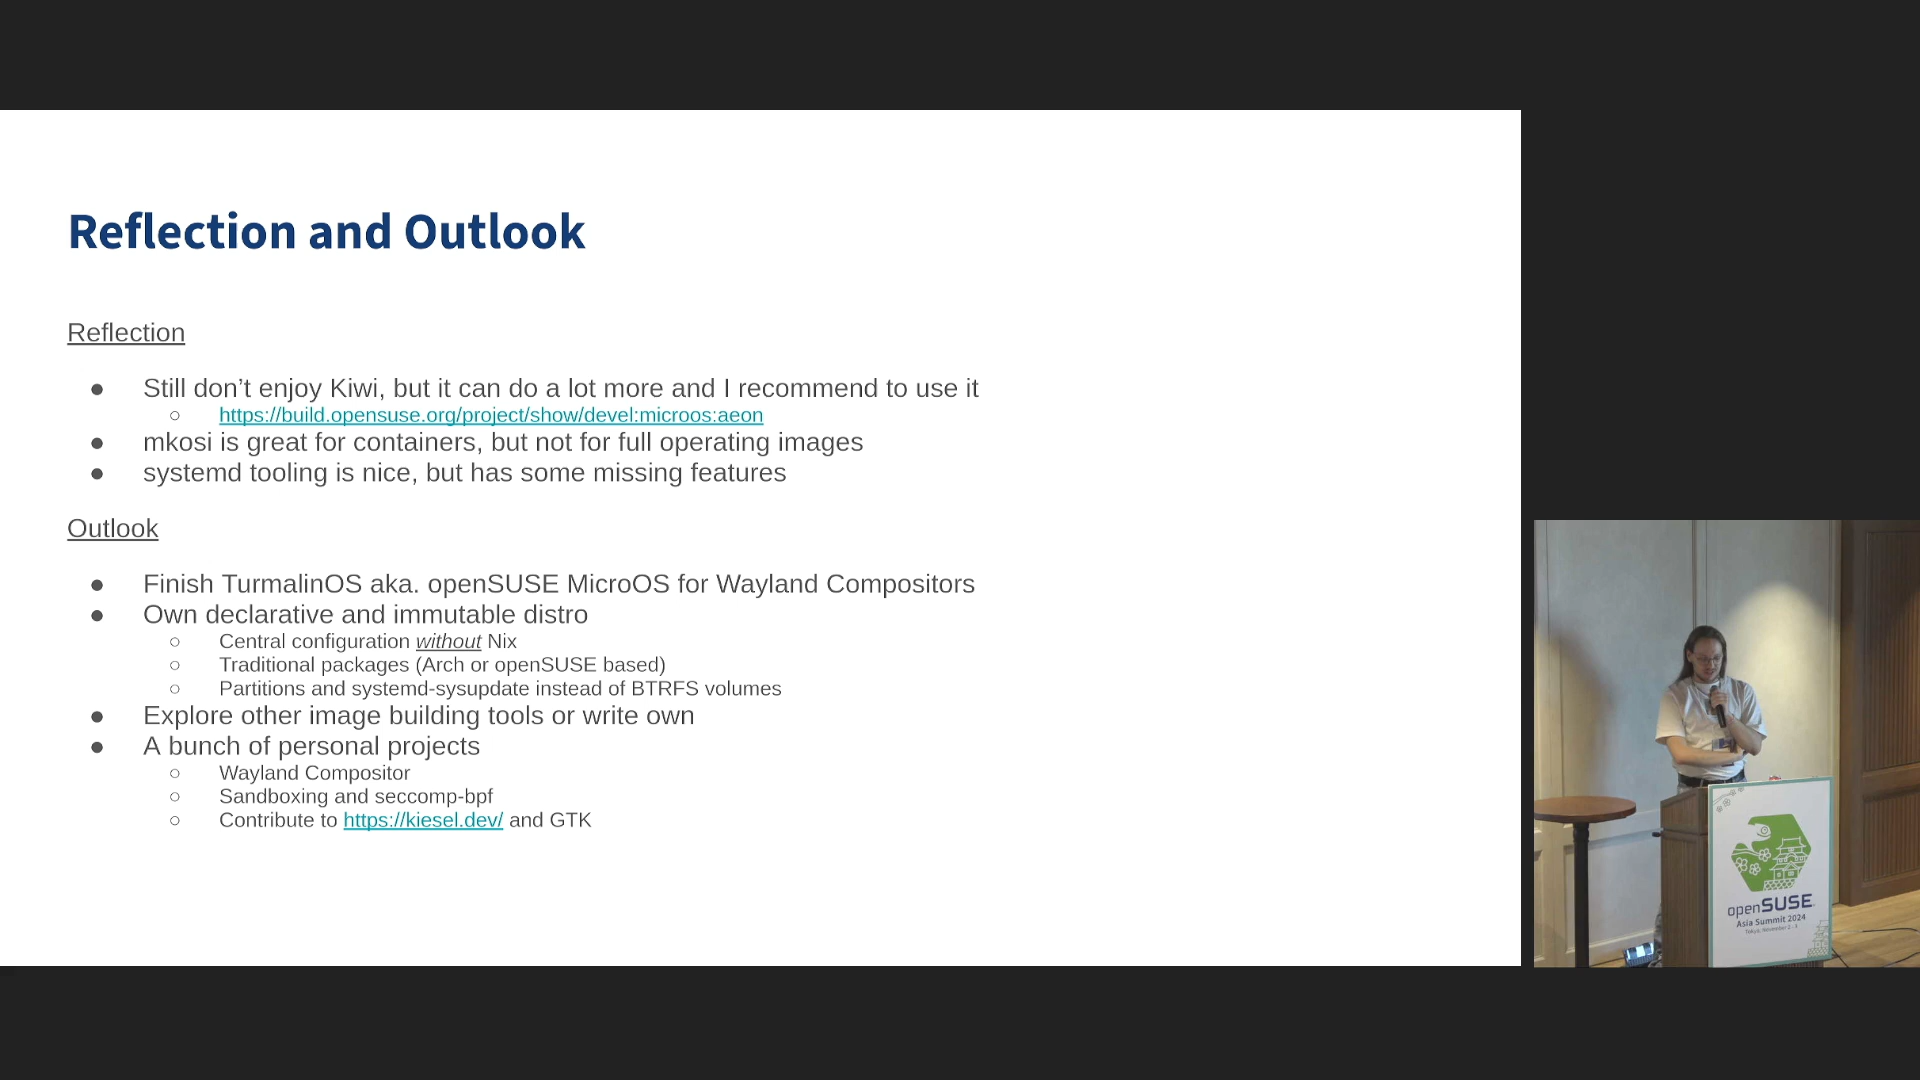 Reflection and Outlook
Reflection
● Still don’t enjoy Kiwi, but it can do a lot more and I recommend to use it
○ https://build.opensuse.org/project/show/devel:microos:aeon
● mkosi is great for containers, but not for full operating images
● systemd tooling is nice, but has some missing features
Outlook
● Finish TurmalinOS aka. openSUSE MicroOS for Wayland Compositors
● Own declarative and immutable distro
○ Central configuration without Nix
○ Traditional packages (Arch or openSUSE based)
○ Partitions and systemd-sysupdate instead of BTRFS volumes
● Explore other image building tools or write own
● A bunch of personal projects
○ Wayland Compositor
○ Sandboxing and seccomp-bpf
○ Contribute to https://kiesel.dev/ and GTK
openSUSE
Asia Summit 2024
Tokyo, November 2 - 3